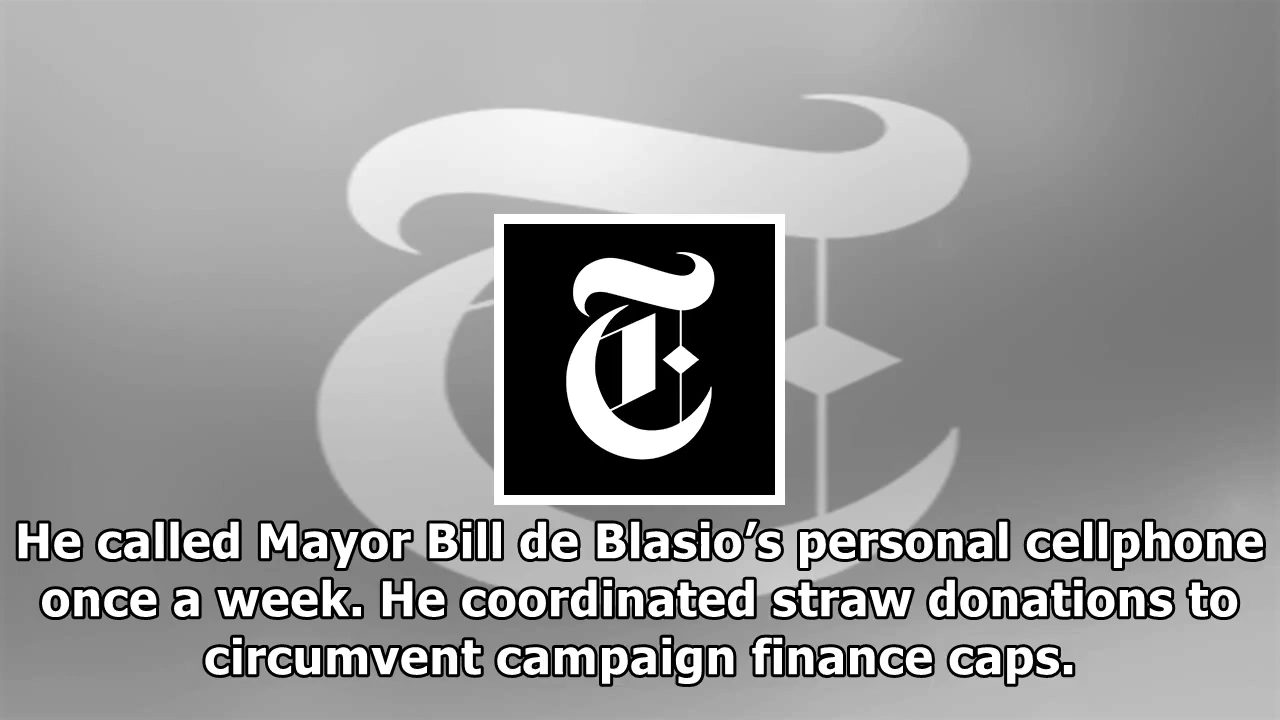 He called Mayor Bill de Blasio’s personal cellphone
once a week. He coordinated straw donations to
circumvent campaign finance caps.